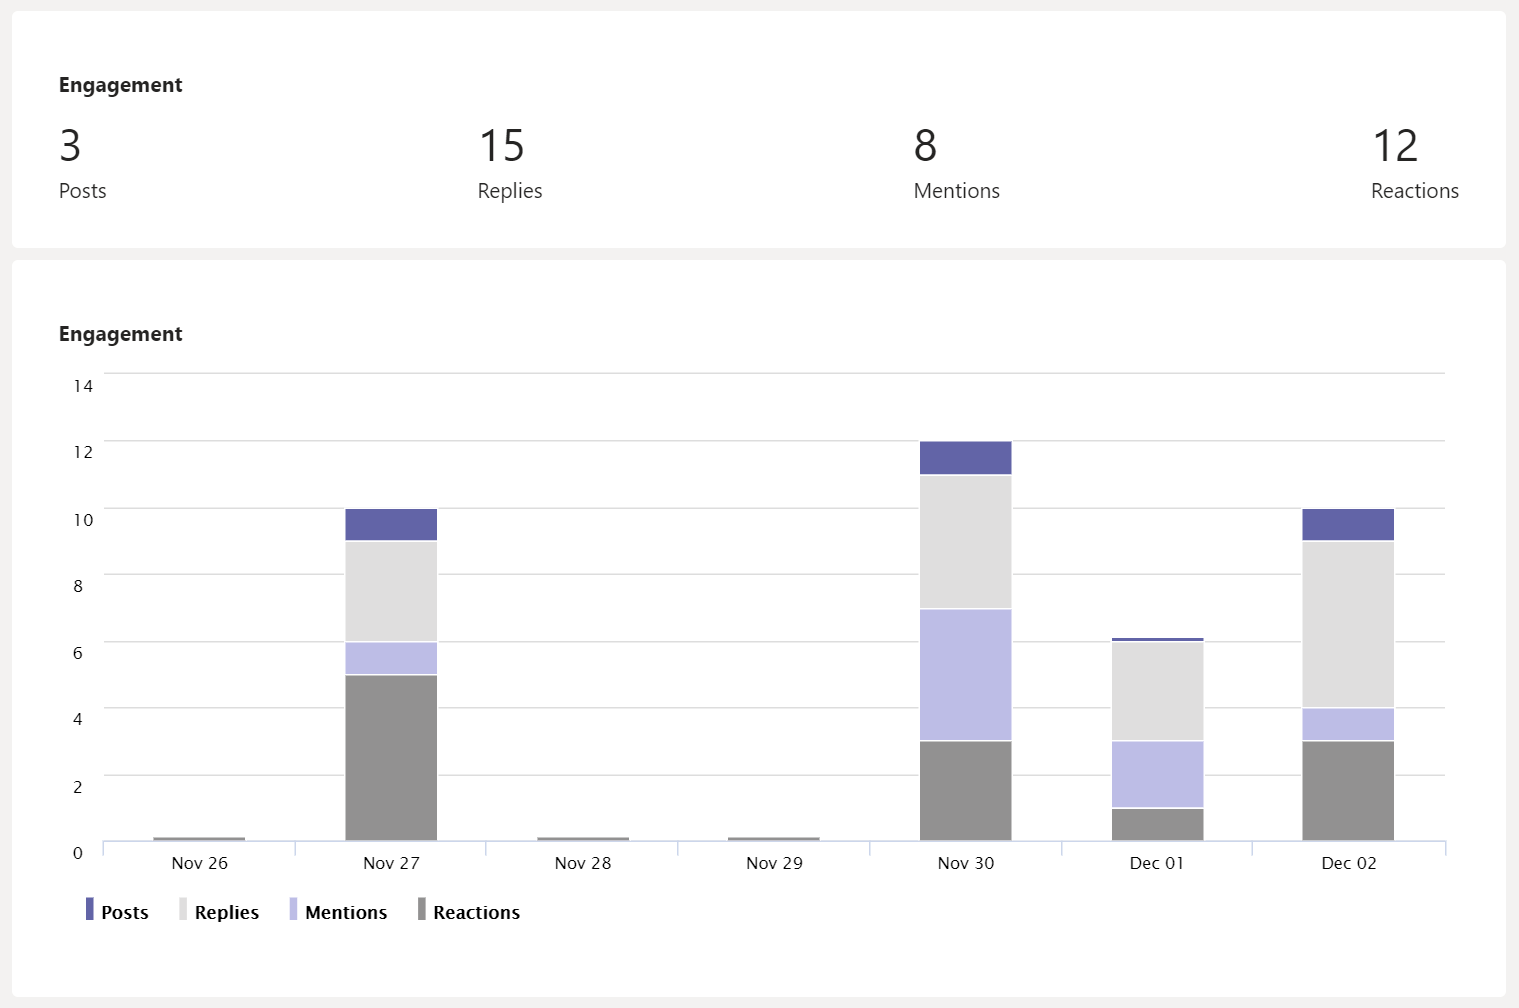 Engagement
3 15 8 12
Posts Replies Mentions Reactions
Engagement
14
12
10
8
6
4
2
0
Nov 26 Nov 27 Nov 28 Nov 29 Nov 30 Dec 01 Dec 02
Posts Replies Mentions Reactions